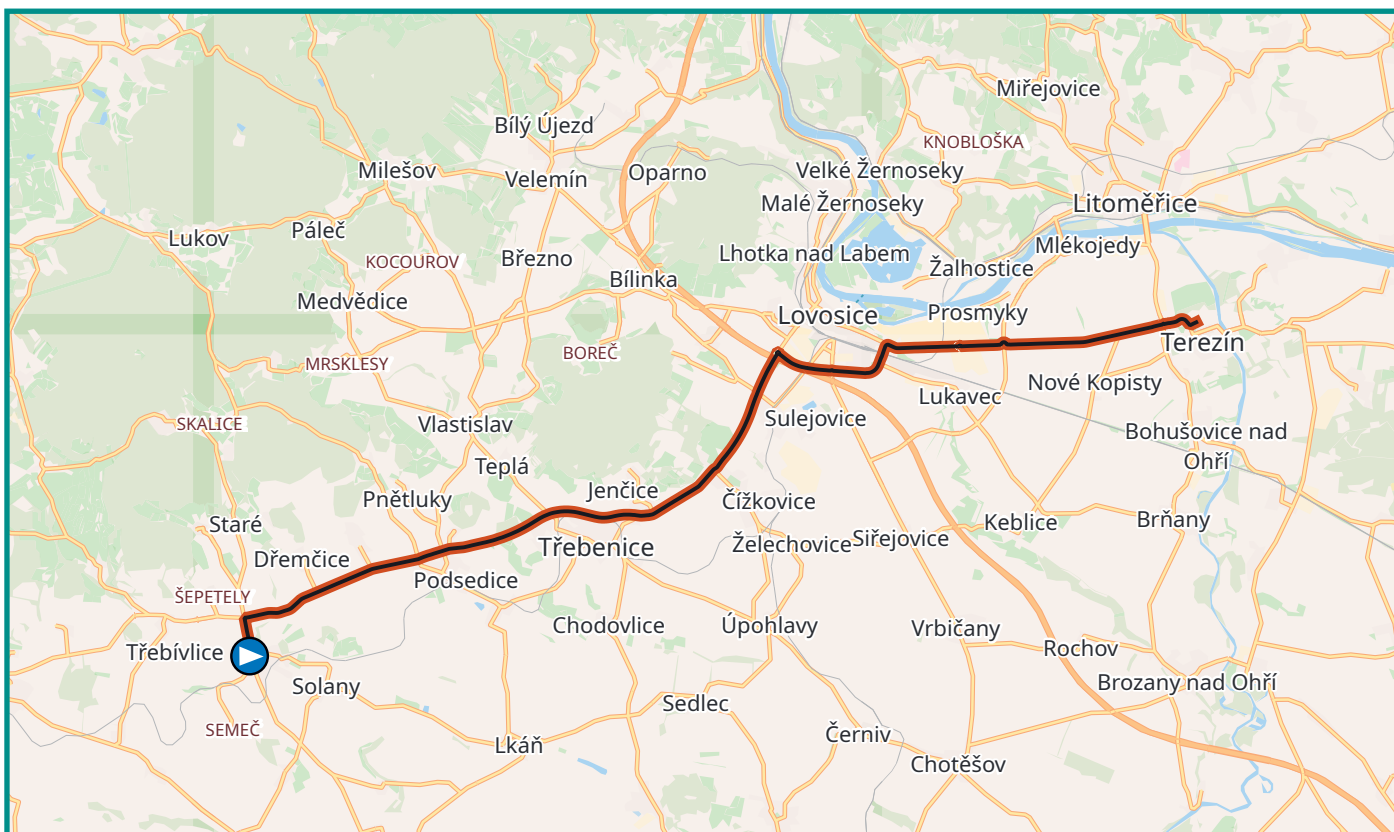 Miřejovice
Bílý Újezd
KNOBLOŠKA
Milešov
Velemín
Oparno
Velké Žernoseky
Malé Žernoseky
Litoměřice
Lukov
Páleč
Mlékojedy
KOCOUROV
Březno
Lhotka nad Labem
Žalhostice
Bílinka
Medvědice
Lovosice
Prosmyky
Terezín
BOREČ
MRSKLESY
Nové Kopisty
Lukavec
SKALICE
Vlastislav
Sulejovice
Bohušovice nad
Ohří
Teplá
Jenčice
Pnětluky
Čížkovice
Staré
Keblice
Brňany
Třebenice
Želechovice
Siřejovice
Dřemčice
Podsedice
ŠEPETELY
Chodovlice
Úpohlavy
Vrbičany
Třebívlice
Rochov
Solany
Brozany nad Ohří
Sedlec
SEMEČ
Lkáň
Černiv
Chotěšov